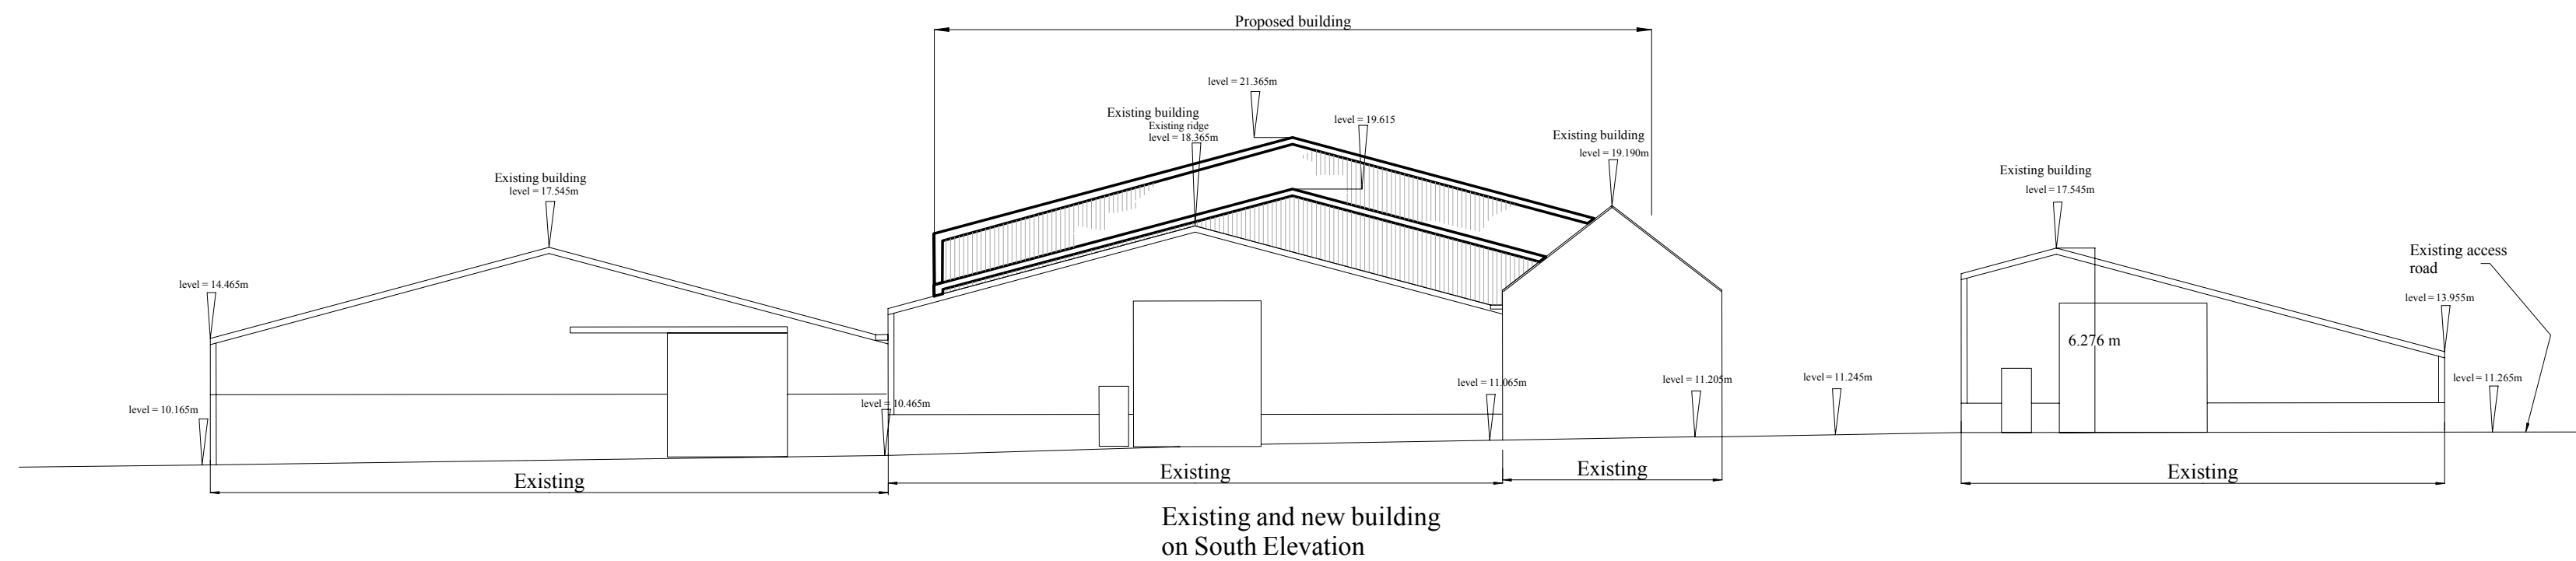 Proposed building
level = 21.365m
Existing building
Existing ridge
level = 18.365m
level = 19.615
Existing building
level = 19.190m
Existing building
level = 17.545m
Existing building
level = 17.545m
Existing access
road
level = 14.465m
level = 13.955m
6.276 m
level = 11.065m
level = 11.205m
level = 11.245m
level = 11.265m
level = 10.165m
level = 10.465m
Existing
Existing
Existing
Existing
Existing and new building
on South Elevation